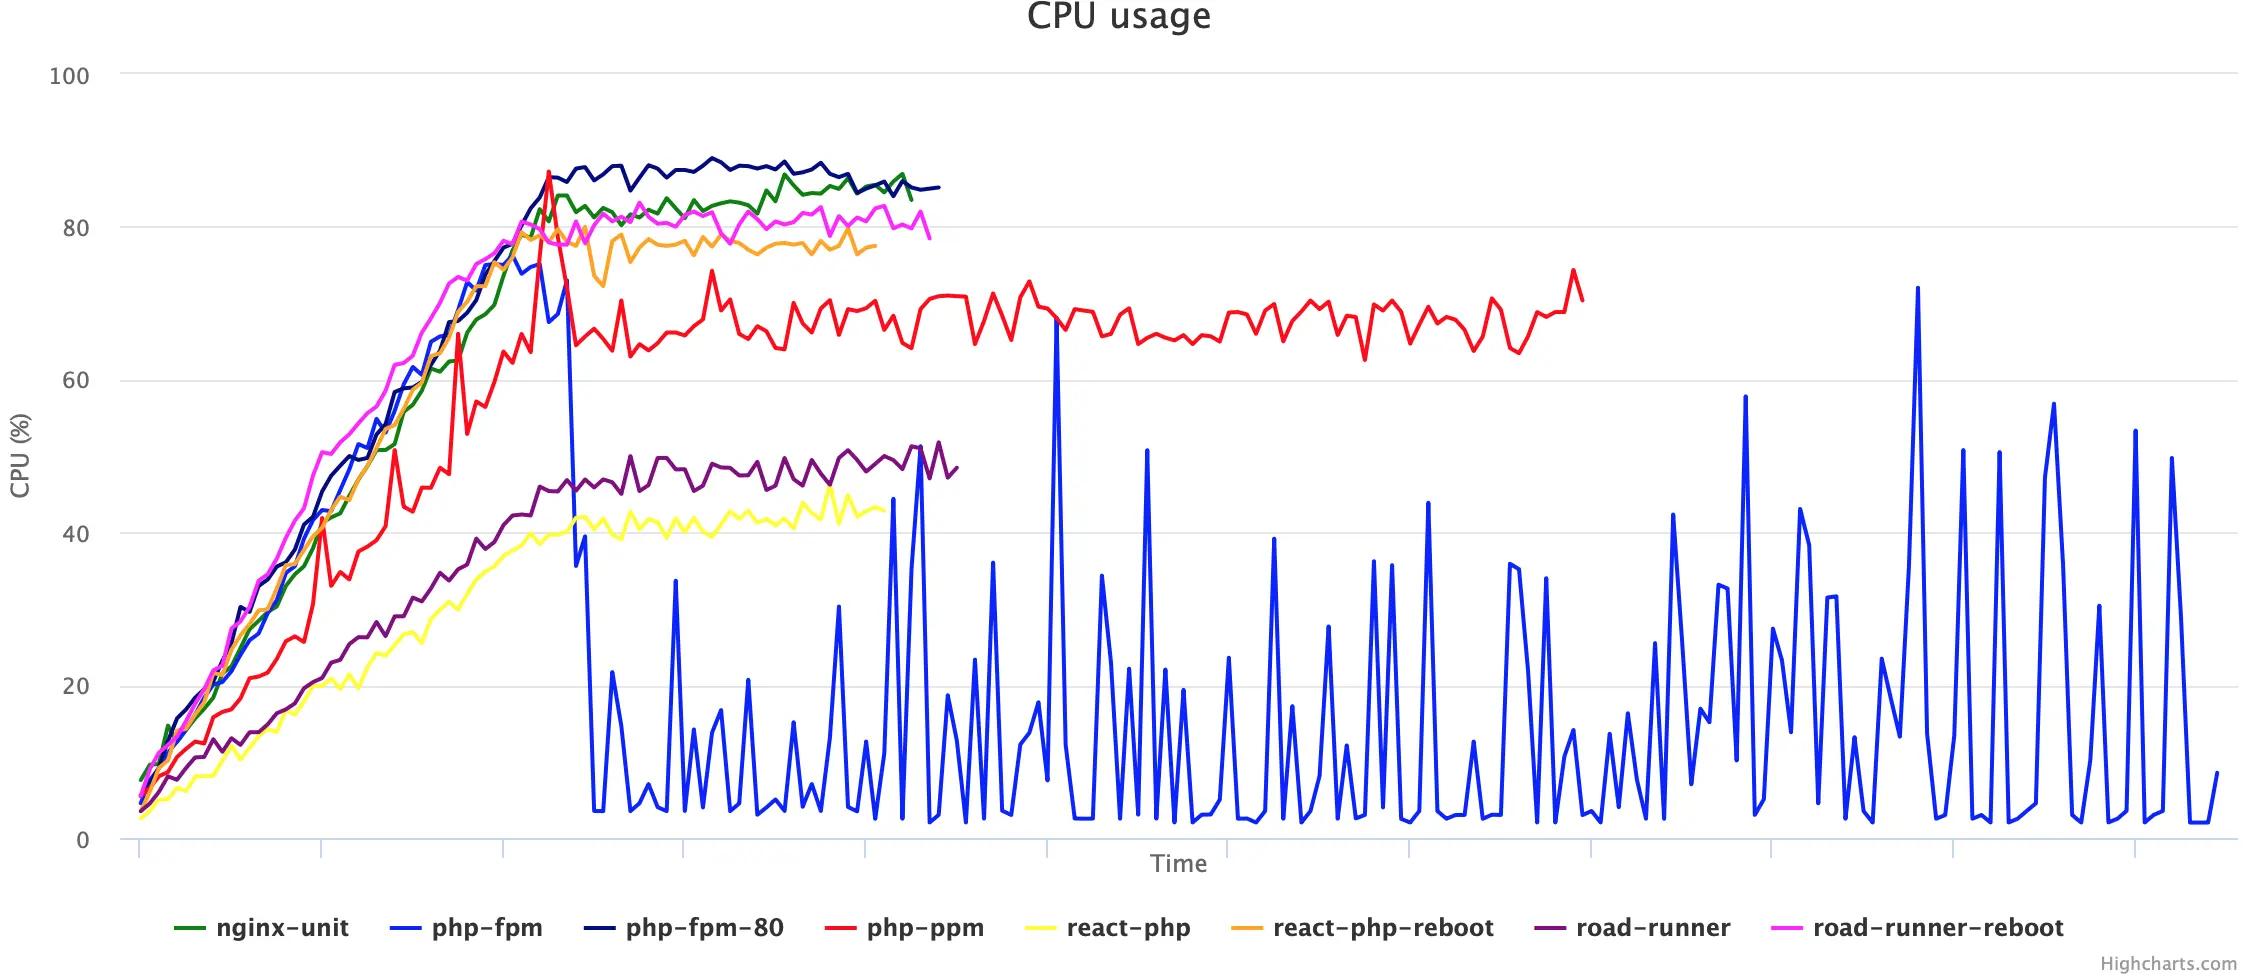 CPU usage
100
80
60
40
20
0
CPU (%)
Time
nginx-unit php-fpm php-fpm-80 php-ppm react-php react-php-reboot road-runner road-runner-reboot
Highcharts.com